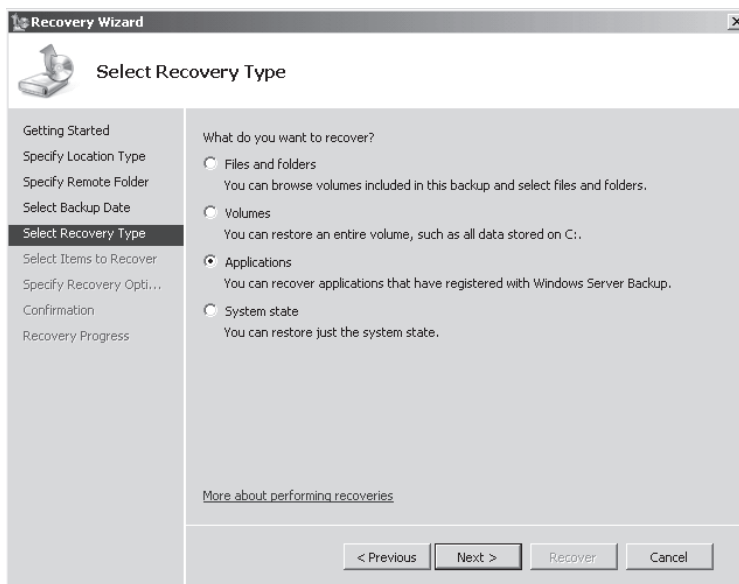 Recovery Wizard
Select Recovery Type
Getting Started
Specify Location Type
Specify Remote Folder
Select Backup Date
Select Recovery Type
Select Items to Recover
Specify Recovery Opti...
Confirmation
Recovery Progress
What do you want to recover?
Files and folders
You can browse volumes included in this backup and select files and folders.
Volumes
You can restore an entire volume, such as all data stored on C:.
Applications
You can recover applications that have registered with Windows Server Backup.
System state
You can restore just the system state.
More about performing recoveries
< Previous Next > Recover Cancel